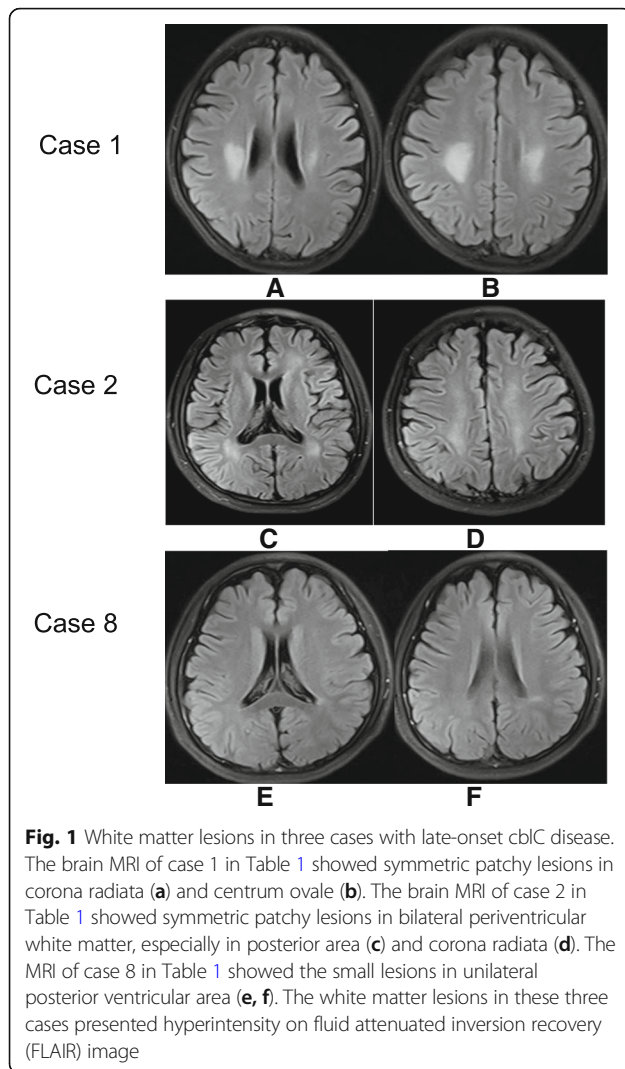 Case 1
A B
Case 2
C D
Case 8
E F
Fig. 1 White matter lesions in three cases with late-onset cblC disease.
The brain MRI of case 1 in Table 1 showed symmetric patchy lesions in
corona radiata (a) and centrum ovale (b). The brain MRI of case 2 in
Table 1 showed symmetric patchy lesions in bilateral periventricular
white matter, especially in posterior area (c) and corona radiata (d). The
MRI of case 8 in Table 1 showed the small lesions in unilateral
posterior ventricular area (e, f). The white matter lesions in these three
cases presented hyperintensity on fluid attenuated inversion recovery
(FLAIR) image